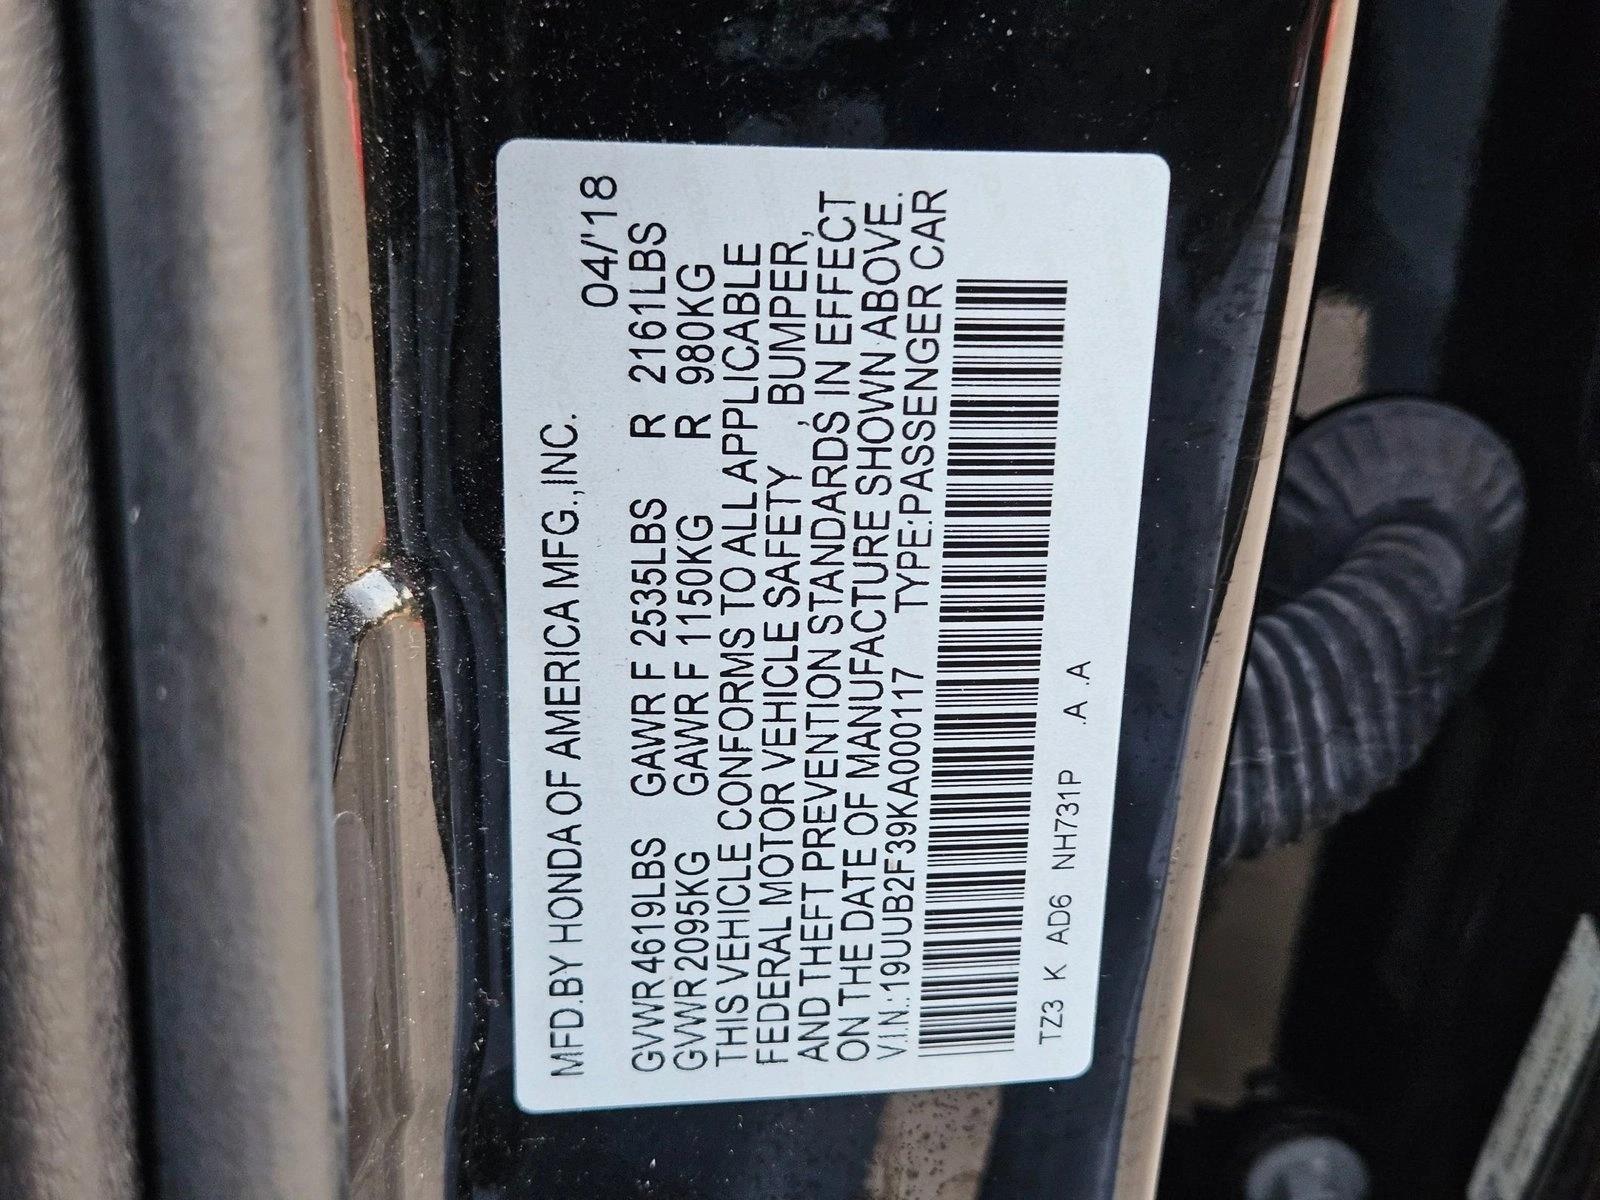 MFD.BY HONDA OF AMERICA MFG.,INC.
04/'18
GVWR 4619LBS GAWR F 2535LBS R 2161LBS
GVWR 2095KG GAWR F 1150KG R 980KG
THIS VEHICLE CONFORMS TO ALL APPLICABLE
FEDERAL MOTOR VEHICLE SAFETY , BUMPER,
AND THEFT PREVENTION STANDARDS IN EFFECT
ON THE DATE OF MANUFACTURE SHOWN ABOVE.
V.I.N.:19UUB2F39KA000117 TYPE:PASSENGER CAR
TZ3 K AD6 NH731P .A .A